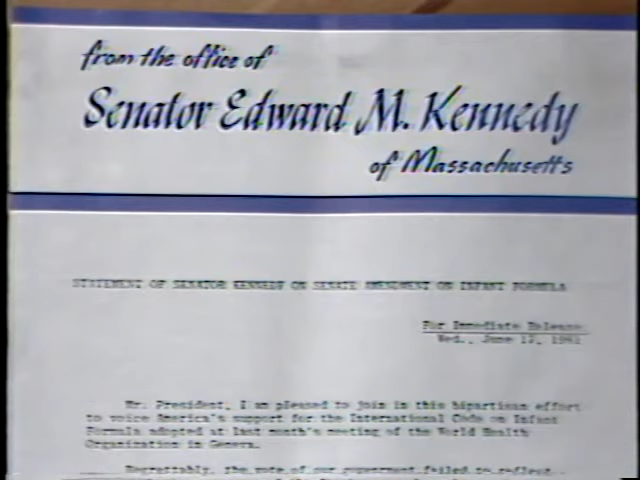 from the office of
Senator Edward M. Kennedy
of Massachusetts
STATEMENT OF SENATOR KENNEDY ON SENATE AMENDMENT ON INFANT FORMULA
For Immediate Release
Wed., June 17, 1981
Mr. President, I am pleased to join in this bipartisan effort
to voice America's support for the International Code on Infant
Formula adopted at last month's meeting of the World Health
Organization in Geneva.
Regrettably, the vote of our government failed to reflect